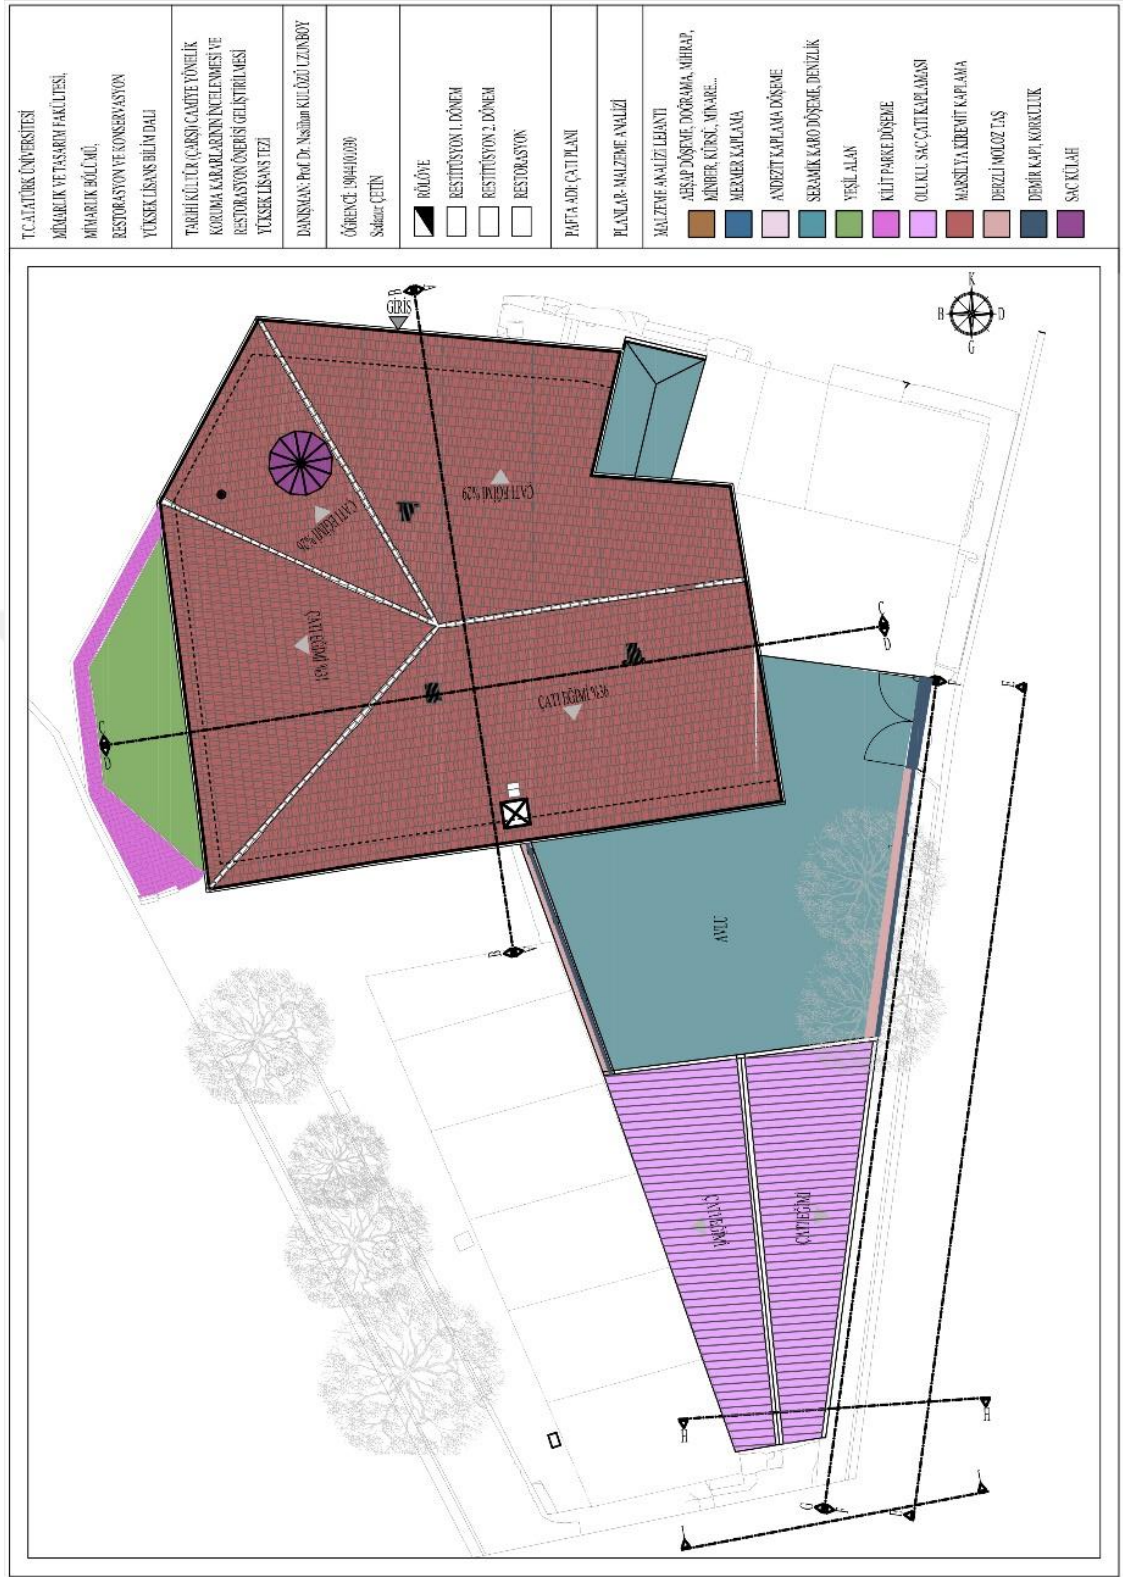 T.C.ATATÜRK ÜNİVERSİTESİ
MİMARLIK VE TASARIM FAKÜLTESİ,
MİMARLIK BÖLÜMÜ,
RESTORASYON VE KONSERVASYON
YÜKSEK LİSANS BİLİM DALI
TARİHİ KÜLTÜR (ÇARŞI) CAMİYE YÖNELİK
KORUMA KARARLARININ İNCELENMESİ VE
RESTORASYON ÖNERİSİ GELİŞTİRİLMESİ
YÜKSEK LİSANS TEZİ
DANIŞMAN: Prof. Dr. Neslihan KULÖZÜ UZUNBOY
ÖĞRENCİ:
ÇETİN
RÖLÖVE
RESTİTÜSYON 1. DÖNEM
RESTİTÜSYON 2. DÖNEM
RESTORASYON
PAFTA ADI: ÇATI PLANI
PLANLAR- MALZEME ANALİZİ
MALZEME ANALİZİ LEJANTI
AHŞAP DÖŞEME, DOĞRAMA, MİHRAP,
MİNBER, KÜRSÜ, MİNARE...
MERMER KAPLAMA
ANDEZİT KAPLAMA DÖŞEME
SERAMİK KARO DÖŞEME, DENİZLİK
YEŞİL ALAN
KİLİT PARKE DÖŞEME
OLUKLU SAC ÇATI KAPLAMASI
MARSİLYA KİREMİT KAPLAMA
DERZLİ MOLOZ TAŞ
DEMİR KAPI, KORKULUK
SAC KÜLAH
GİRİŞ
B
A
ÇATI EĞİMİ %26
ÇATI EĞİMİ %29
ÇATI EĞİMİ %31
ÇATI EĞİMİ %36
C
D
C
D
B
K
D
G
AVLU
F
E
B
ÇATI EĞİMİ
ÇATI EĞİMİ
H
H
G
F
I
I